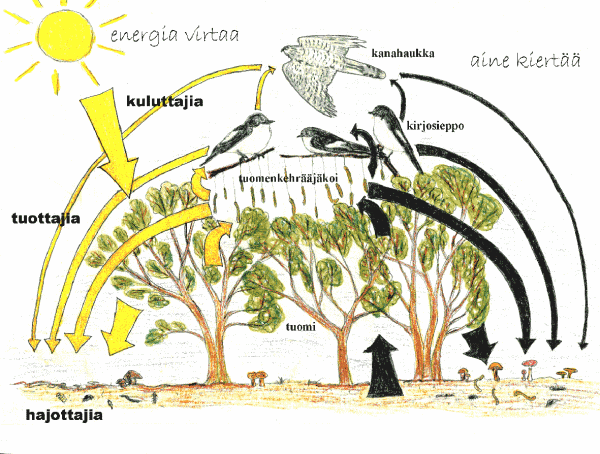 energia virtaa
kanahaukka
aine kiertää
kuluttajia
kirjosieppo
tuomenkehrääjäkoi
tuottajia
tuomi
hajottajia